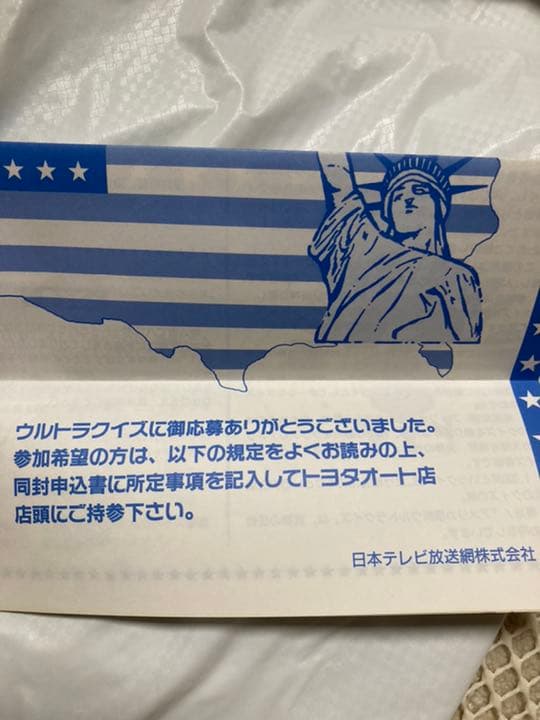 ウルトラクイズに御応募ありがとうございました。
参加希望の方は、以下の規定をよくお読みの上、
同封申込書に所定事項を記入してトヨタオート店
店頭にご持参下さい。
日本テレビ放送網株式会社